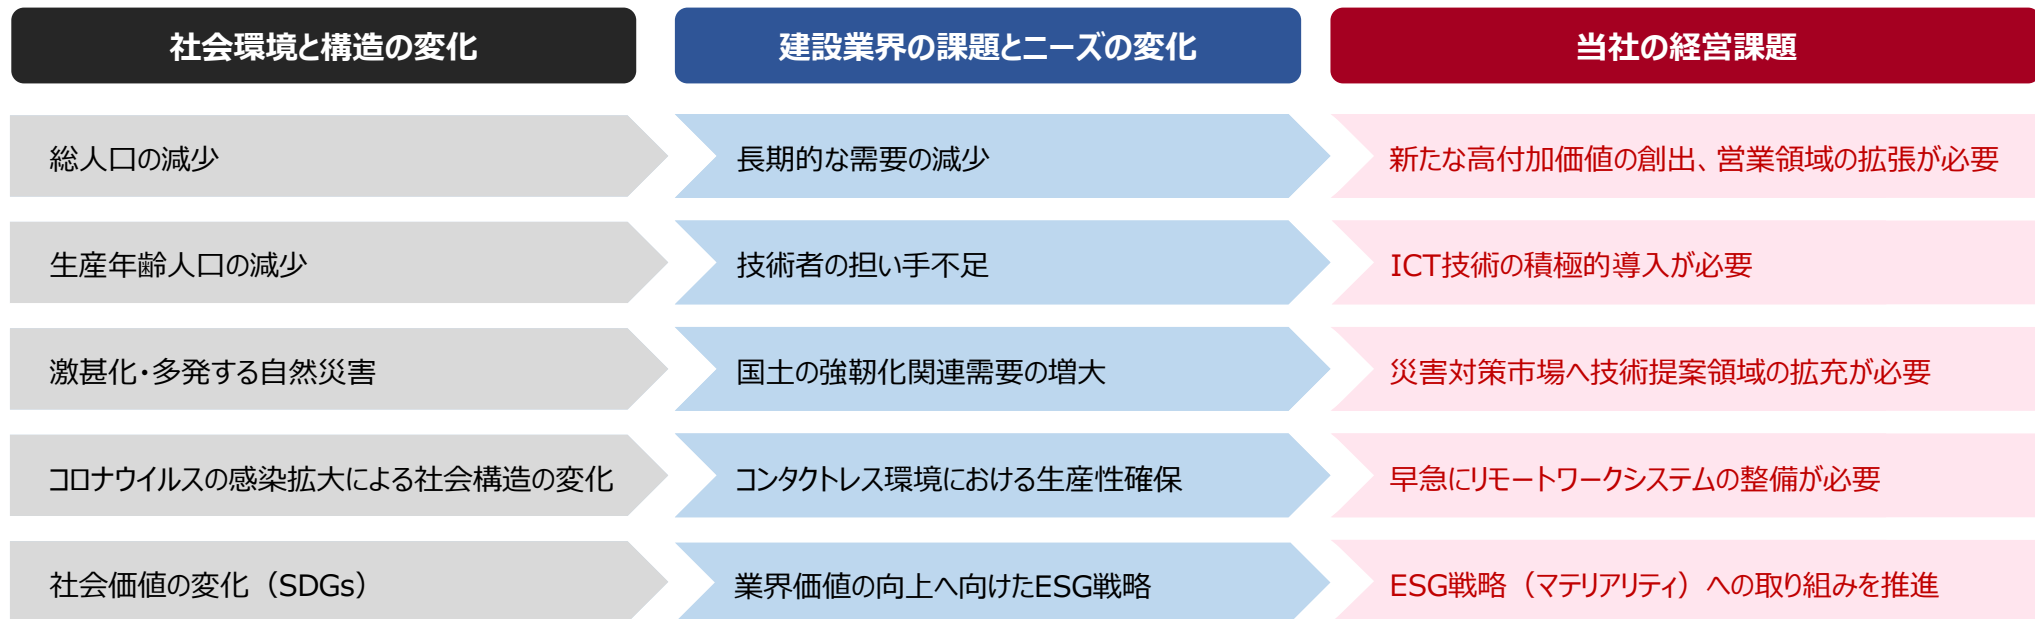 社会環境と構造の変化
建設業界の課題とニーズの変化
当社の経営課題
総人口の減少
長期的な需要の減少
新たな高付加価値の創出、営業領域の拡張が必要
生産年齢人口の減少
技術者の担い手不足
ICT技術の積極的導入が必要
激甚化・多発する自然災害
国土の強靭化関連需要の増大
災害対策市場へ技術提案領域の拡充が必要
コロナウイルスの感染拡大による社会構造の変化
コンタクトレス環境における生産性確保
早急にリモートワークシステムの整備が必要
社会価値の変化（SDGs）
業界価値の向上へ向けたESG戦略
ESG戦略（マテリアリティ）への取り組みを推進